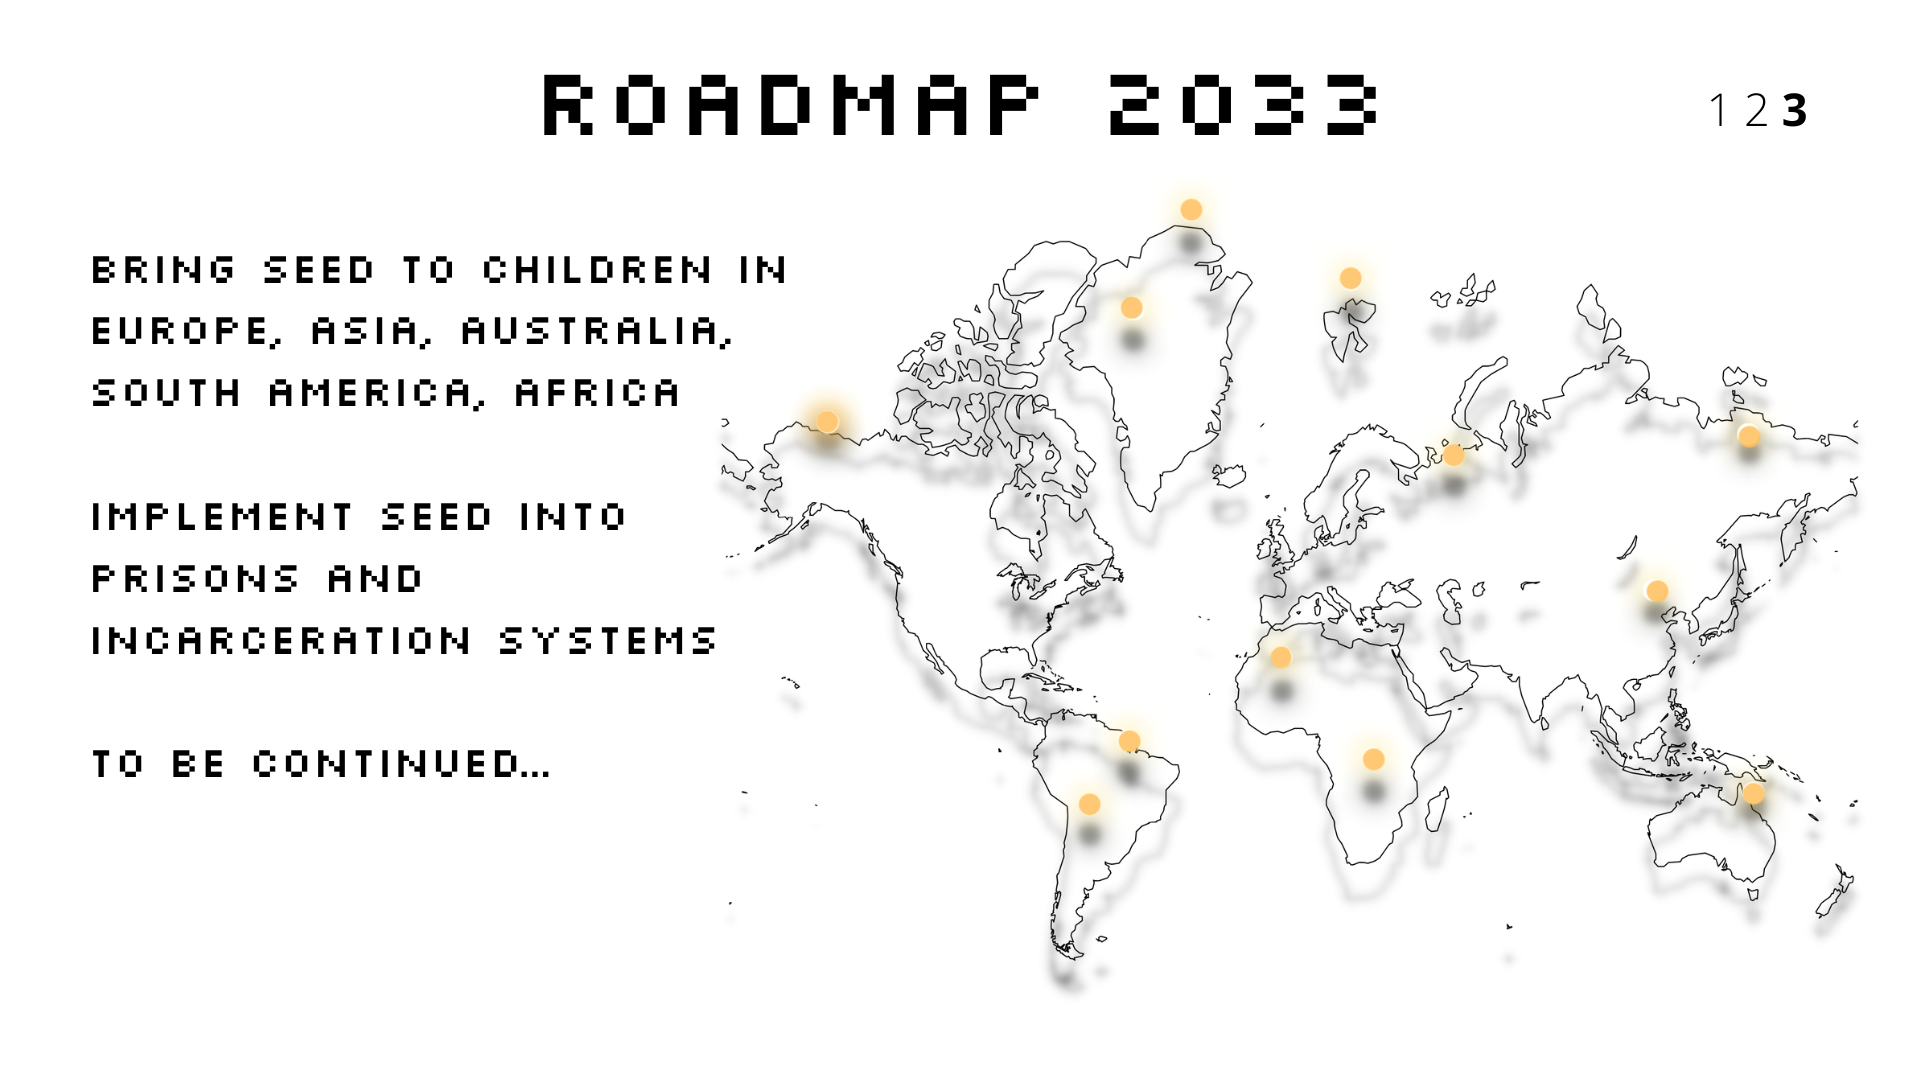 ROADMAP 2033
1 2 3
BRING SEED TO CHILDREN IN
EUROPE, ASIA, AUSTRALIA,
SOUTH AMERICA, AFRICA
IMPLEMENT SEED INTO
PRISONS AND
INCARCERATION SYSTEMS
TO BE CONTINUED...